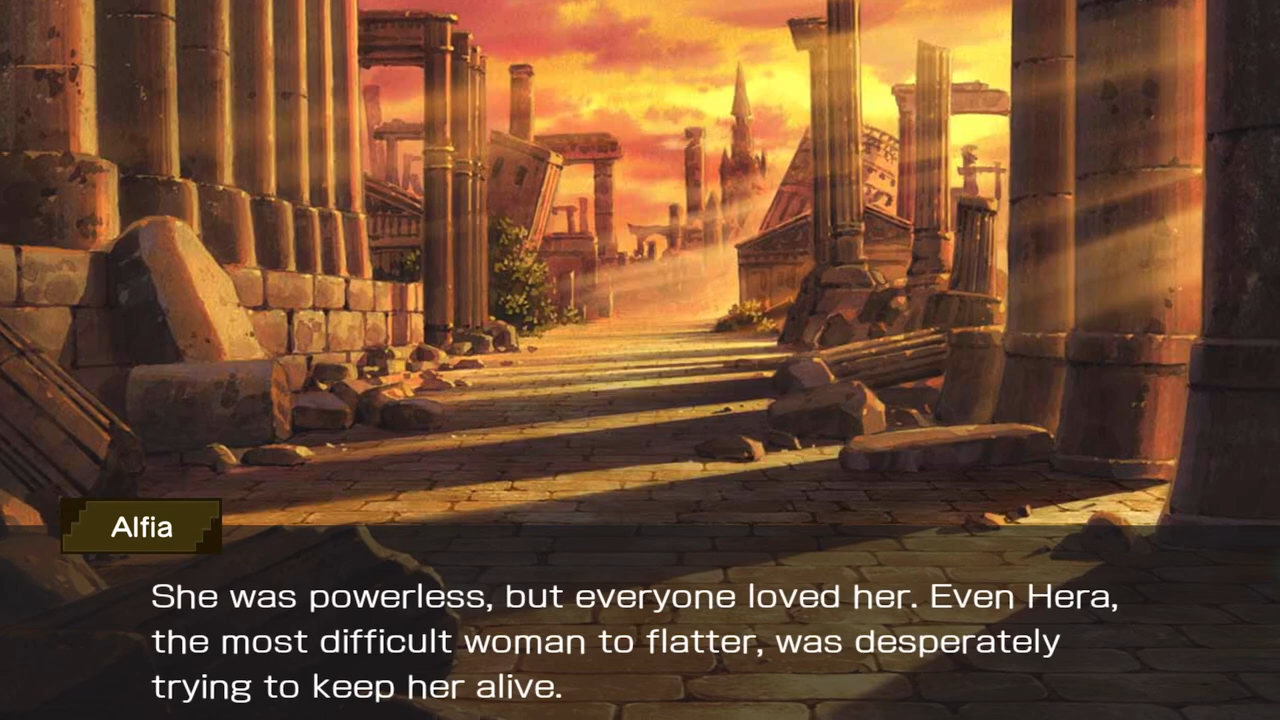 Alfia
She was powerless, but everyone loved her. Even Hera,
the most difficult woman to flatter, was desperately
trying to keep her alive.